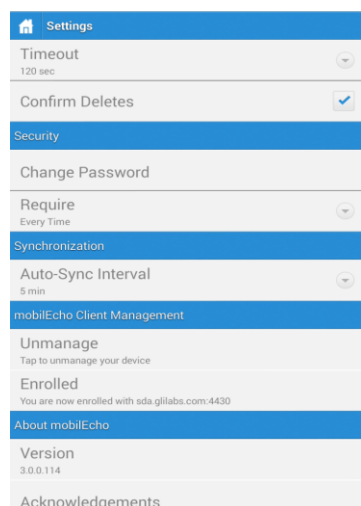 Settings
Timeout
120 sec
Confirm Deletes
Security
Change Password
Require
Every Time
Synchronization
Auto-Sync Interval
5 min
mobilEcho Client Management
Unmanage
Tap to unmanage your device
Enrolled
You are now enrolled with sda.glilabs.com:4430
About mobilEcho
Version
3.0.0.114
Acknowledgements